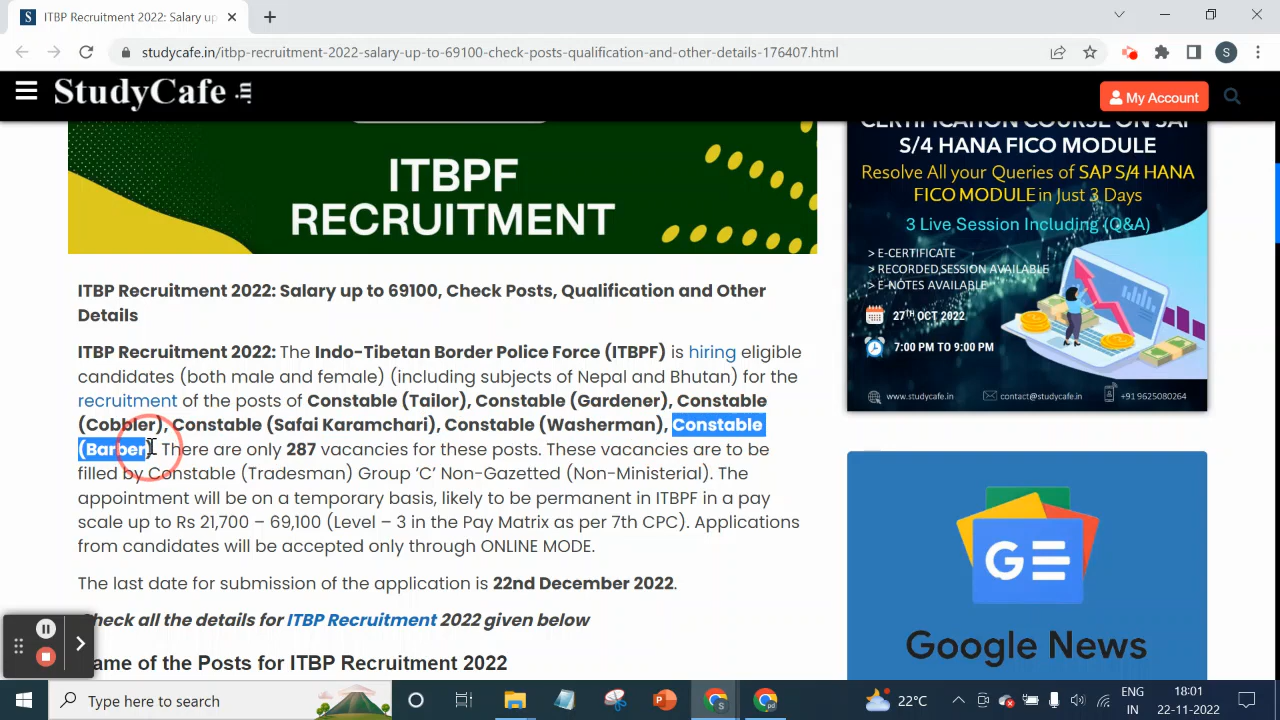 ITBP Recruitment 2022: Salary up
studycafe.in/itbp-recruitment-2022-salary-up-to-69100-check-posts-qualification-and-other-details-176407.html
S
StudyCafe .in
My Account
ITBPF
RECRUITMENT
ITBP Recruitment 2022: Salary up to 69100, Check Posts, Qualification and Other
Details
ITBP Recruitment 2022: The Indo-Tibetan Border Police Force (ITBPF) is hiring eligible
candidates (both male and female) (including subjects of Nepal and Bhutan) for the
recruitment of the posts of Constable (Tailor), Constable (Gardener), Constable
(Cobbler), Constable (Safai Karamchari), Constable (Washerman), Constable
(Barber). There are only 287 vacancies for these posts. These vacancies are to be
filled by Constable (Tradesman) Group ‘C’ Non-Gazetted (Non-Ministerial). The
appointment will be on a temporary basis, likely to be permanent in ITBPF in a pay
scale up to Rs 21,700 – 69,100 (Level – 3 in the Pay Matrix as per 7th CPC). Applications
from candidates will be accepted only through ONLINE MODE.
The last date for submission of the application is 22nd December 2022.
Check all the details for ITBP Recruitment 2022 given below
ame of the Posts for ITBP Recruitment 2022
CERTIFICATION COURSE ON SAP
S/4 HANA FICO MODULE
Resolve All your Queries of SAP S/4 HANA
FICO MODULE in Just 3 Days
3 Live Session Including (Q&A)
> E-CERTIFICATE
> RECORDED,SESSION AVAILABLE
> E-NOTES AVAILABLE
27TH OCT 2022
7:00 PM TO 9:00 PM
www.studycafe.in contact@studycafe.in +91 9625080264
G
Google News
Type here to search
22°C
ENG
IN
18:01
22-11-2022